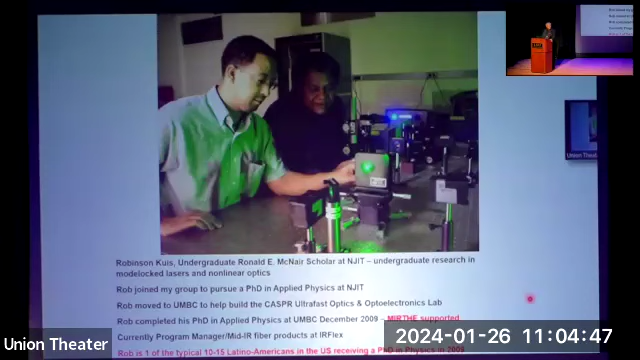 Union Theater
Robinson Kuis, Undergraduate Ronald E. McNair Scholar at NJIT – undergraduate research in
modelocked lasers and nonlinear optics
Rob joined my group to pursue a PhD in Applied Physics at NJIT
Rob moved to UMBC to help build the CASPR Ultrafast Optics & Optoelectronics Lab
Rob completed his PhD in Applied Physics at UMBC December 2009 – MIRTHE supported
Currently Program Manager/Mid-IR fiber products at IRFlex
Rob is 1 of the typical 10-15 Latino-Americans in the US receiving a PhD in Physics in 2009
Union Theater
2024-01-26 11:04:47